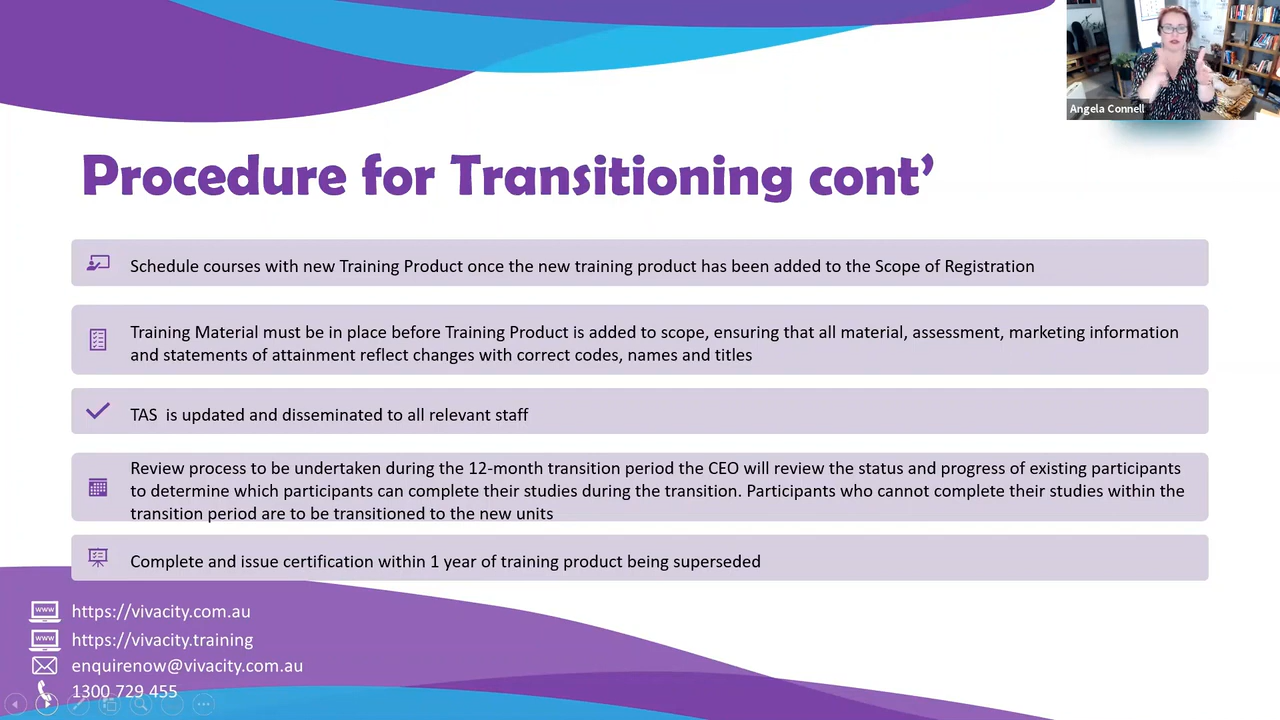 Angela Connell
Procedure for Transitioning cont’
Schedule courses with new Training Product once the new training product has been added to the Scope of Registration
Training Material must be in place before Training Product is added to scope, ensuring that all material, assessment, marketing information
and statements of attainment reflect changes with correct codes, names and titles
TAS  is updated and disseminated to all relevant staff
Review process to be undertaken during the 12-month transition period the CEO will review the status and progress of existing participants
to determine which participants can complete their studies during the transition. Participants who cannot complete their studies within the
transition period are to be transitioned to the new units
Complete and issue certification within 1 year of training product being superseded
www https://vivacity.com.au
www https://vivacity.training
enquirenow@vivacity.com.au
1300 729 455